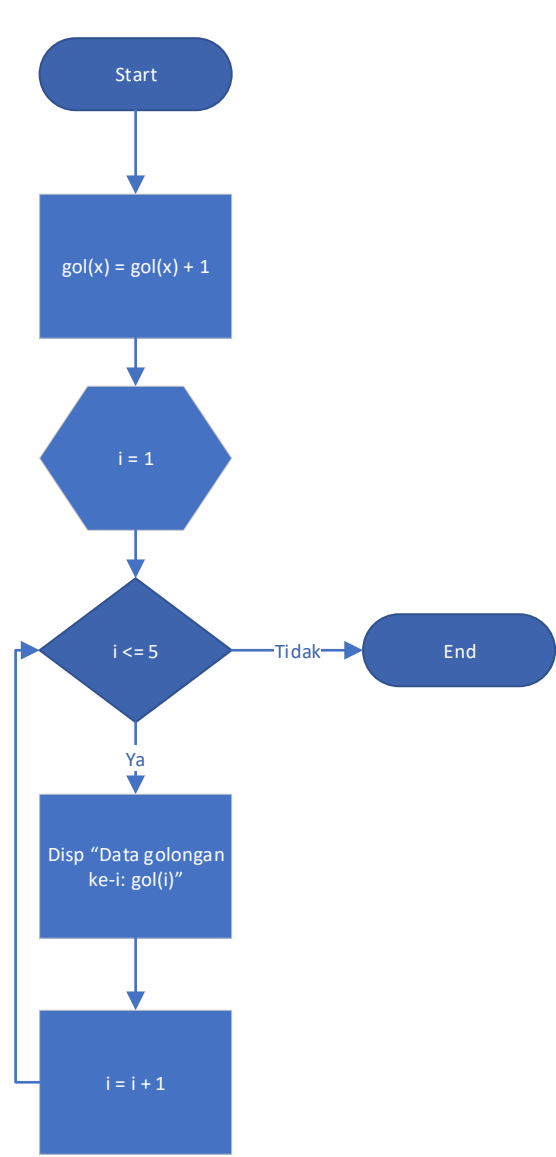 Start
gol(x) = gol(x) + 1
i = 1
i <= 5
Tidak
End
Ya
Disp “Data golongan
ke-i: gol(i)”
i = i + 1